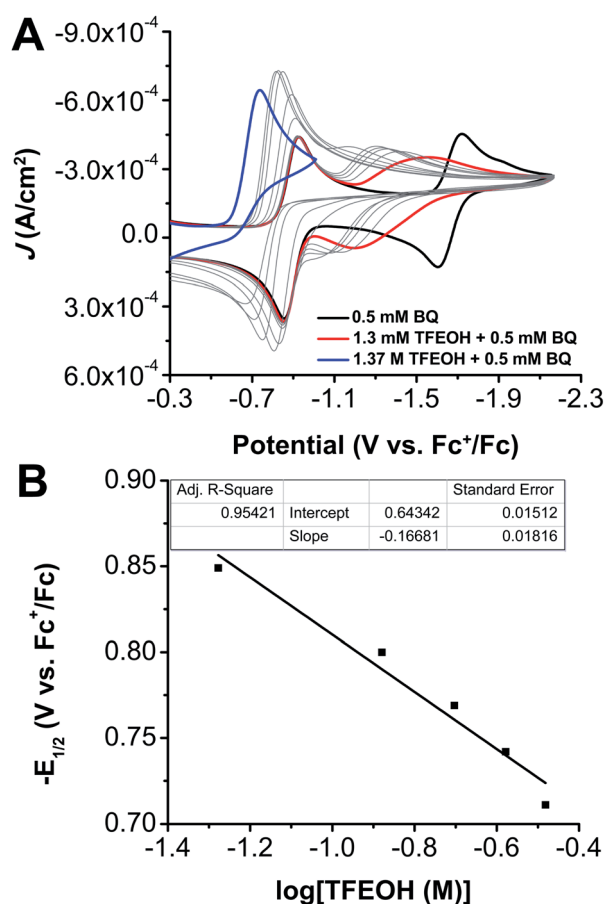 A
-9.0x10⁻⁴
-6.0x10⁻⁴
-3.0x10⁻⁴
0.0
3.0x10⁻⁴
6.0x10⁻⁴
J (A/cm²)
0.5 mM BQ
1.3 mM TFEOH + 0.5 mM BQ
1.37 M TFEOH + 0.5 mM BQ
-0.3 -0.7 -1.1 -1.5 -1.9 -2.3
Potential (V vs. Fc⁺/Fc)
B
0.90
0.85
0.80
0.75
0.70
-E₁/₂ (V vs. Fc⁺/Fc)
Adj. R-Square Standard Error
0.95421 Intercept 0.64342 0.01512
Slope -0.16681 0.01816
-1.4 -1.2 -1.0 -0.8 -0.6 -0.4
log[TFEOH (M)]